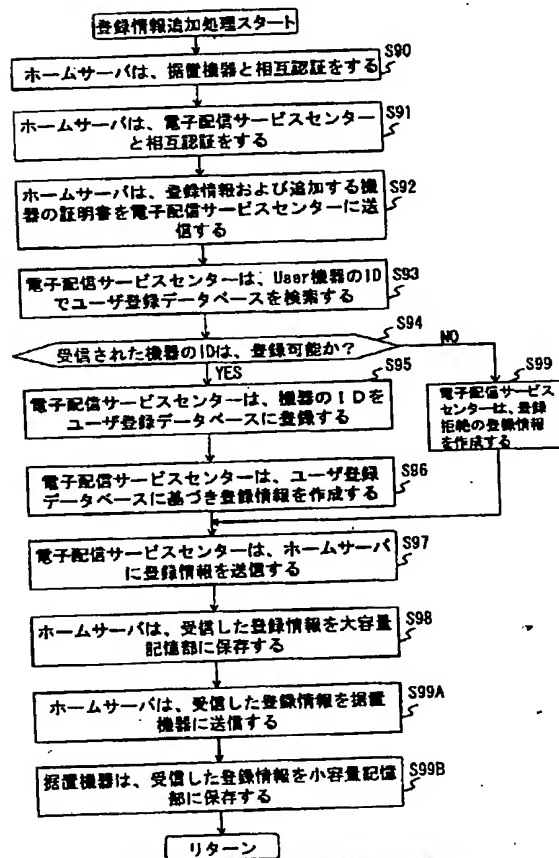 登録情報追加処理スタート
S90
ホームサーバは、据置機器と相互認証をする
S91
ホームサーバは、電子配信サービスセンター
と相互認証をする
S92
ホームサーバは、登録情報および追加する機
器の証明書を電子配信サービスセンターに送
信する
S93
電子配信サービスセンターは、User機器のID
でユーザ登録データベースを検索する
S94
受信された機器のIDは、登録可能か?
NO
YES
S95
電子配信サービスセンターは、機器のIDを
ユーザ登録データベースに登録する
S99
電子配信サービス
センターは、登録
拒絶の登録情報
を作成する
S96
電子配信サービスセンターは、ユーザ登録
データベースに基づき登録情報を作成する
S97
電子配信サービスセンターは、ホームサーバ
に登録情報を送信する
S98
ホームサーバは、受信した登録情報を大容量
記憶部に保存する
S99A
ホームサーバは、受信した登録情報を据置
機器に送信する
S99B
据置機器は、受信した登録情報を小容量記憶
部に保存する
リターン